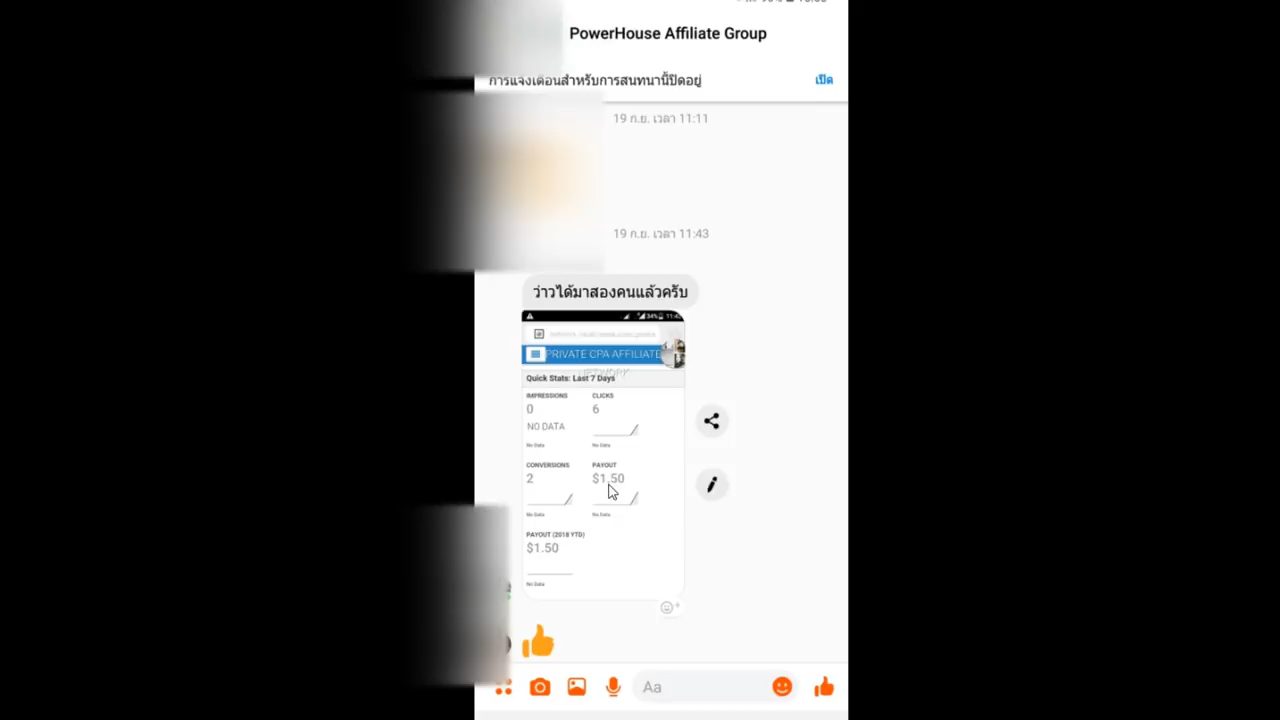 PowerHouse Affiliate Group
การแจ้งเตือนสำหรับการสนทนานี้ปิดอยู่
เปิด
19 ก.ย. เวลา 11:11
19 ก.ย. เวลา 11:43
ว่าวได้มาสองคนแล้วครับ
34% 11:43
PRIVATE CPA AFFILIATE
NETWORK
Quick Stats: Last 7 Days
IMPRESSIONS CLICKS
0 6
NO DATA
No Data No Data
CONVERSIONS PAYOUT
2 $1.50
No Data No Data
PAYOUT (2018 YTD)
$1.50
No Data
Aa